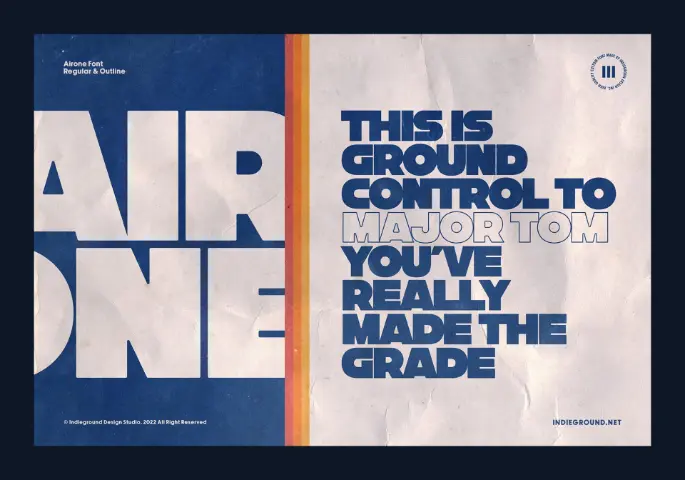 Airone Font
Regular & Outline
AIR
ONE
© Indieground Design Studio. 2022 All Right Reserved
III
THIS IS
GROUND
CONTROL TO
MAJOR TOM
YOU'VE
REALLY
MADE THE
GRADE
INDIEGROUND.NET